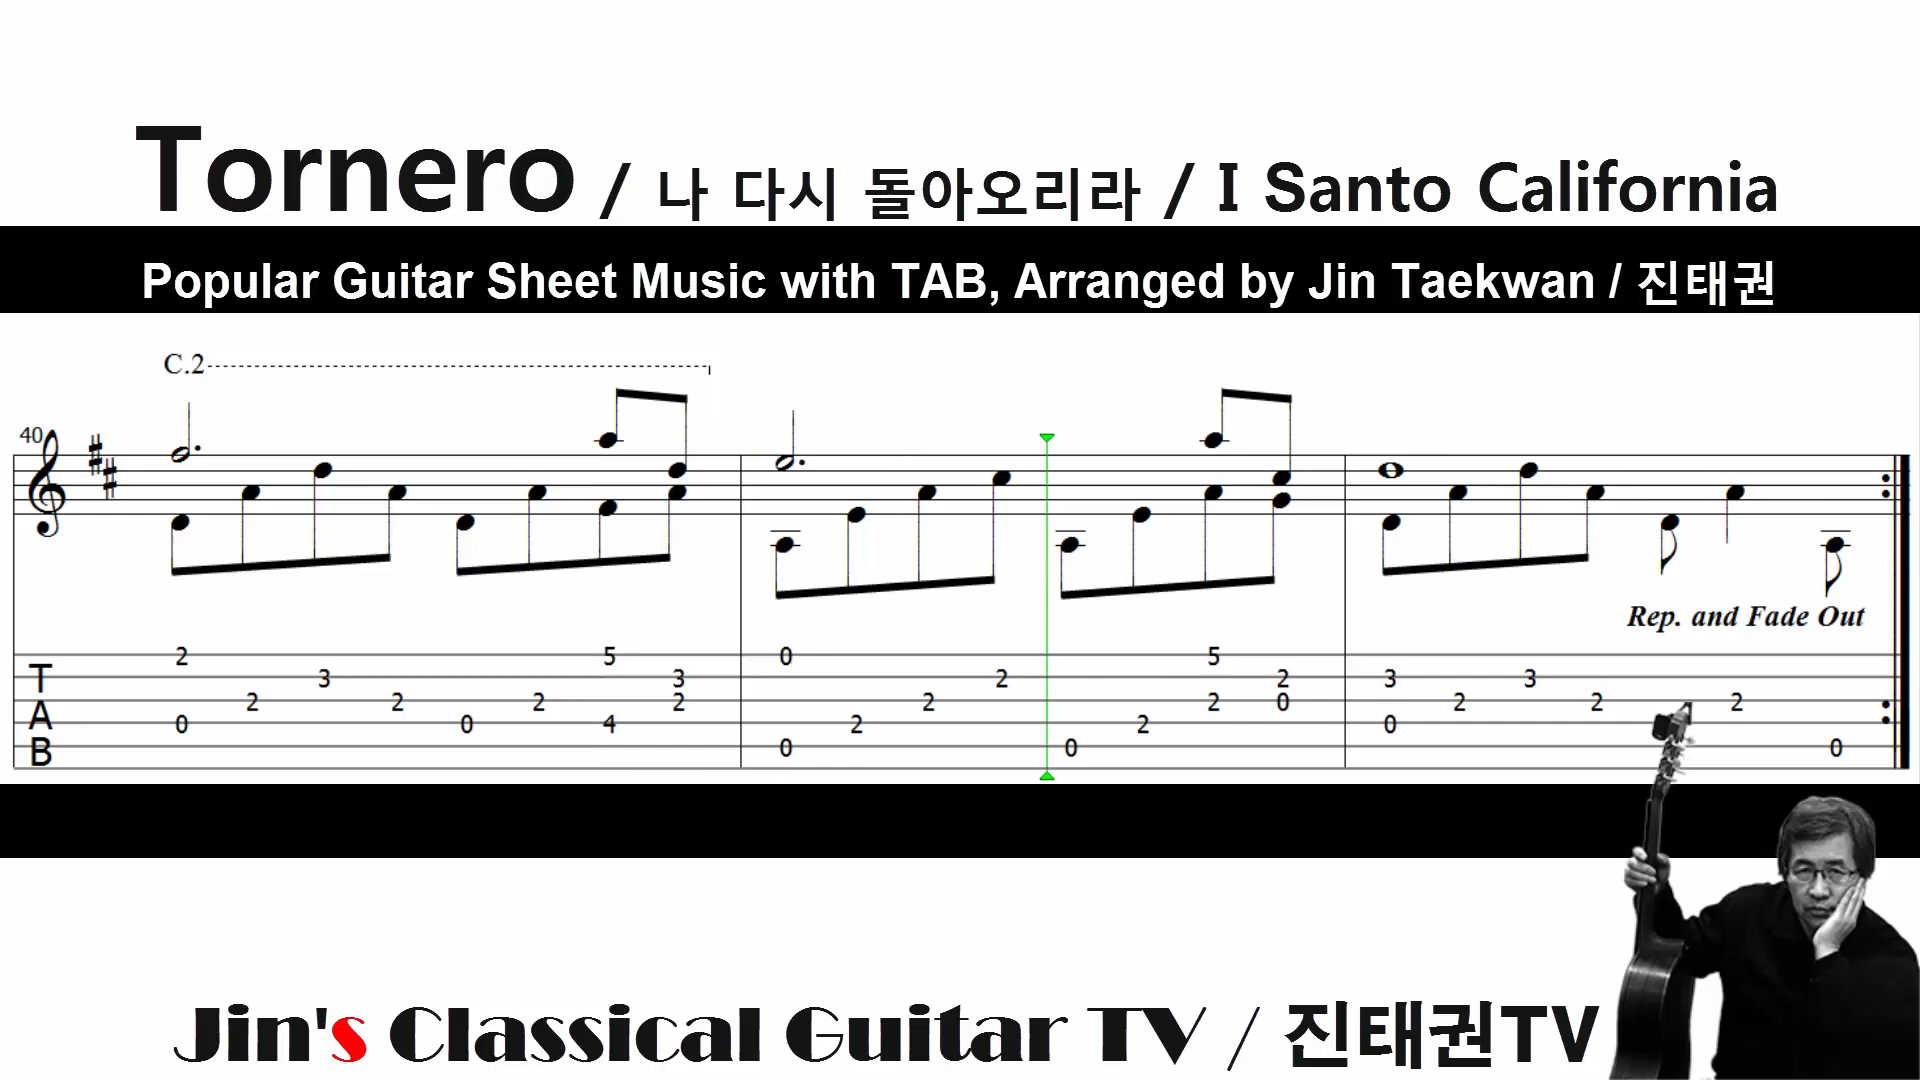 Tornero / 나 다시 돌아오리라 / I Santo California
Popular Guitar Sheet Music with TAB, Arranged by Jin Taekwan / 진태권
C.2
40
Rep. and Fade Out
T
A
B
2 5 0 5
3 3 2 2 3 3
2 2 2 2 2 2 0 2 2 2
0 0 4 2 2 0
0 0 0
Jin's Classical Guitar TV / 진태권TV